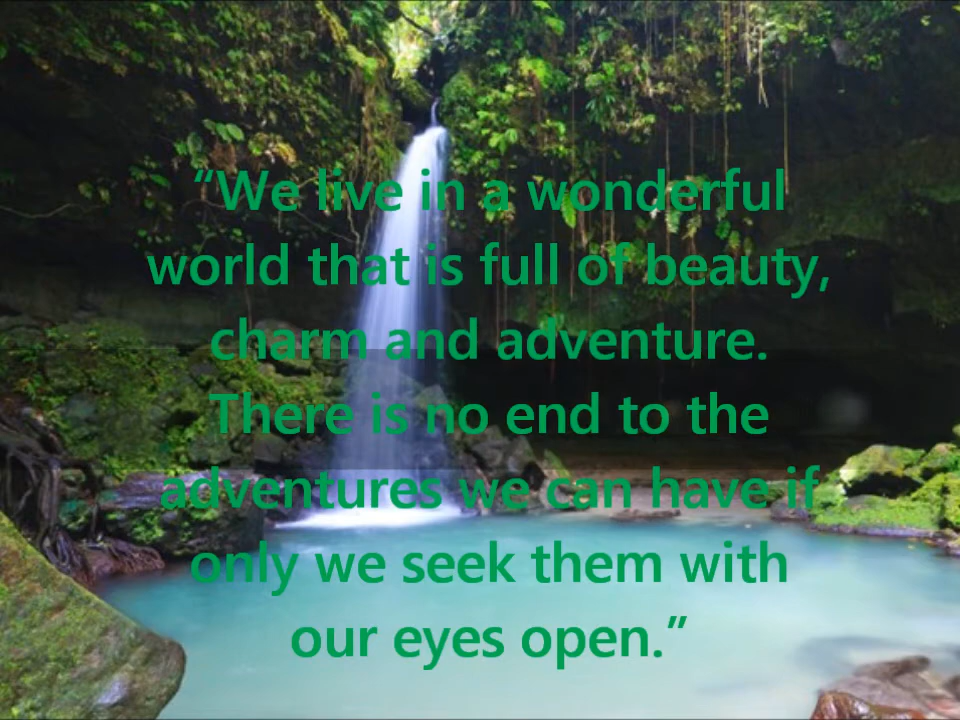 “We live in a wonderful
world that is full of beauty,
charm and adventure.
There is no end to the
adventures we can have if
only we seek them with
our eyes open.”